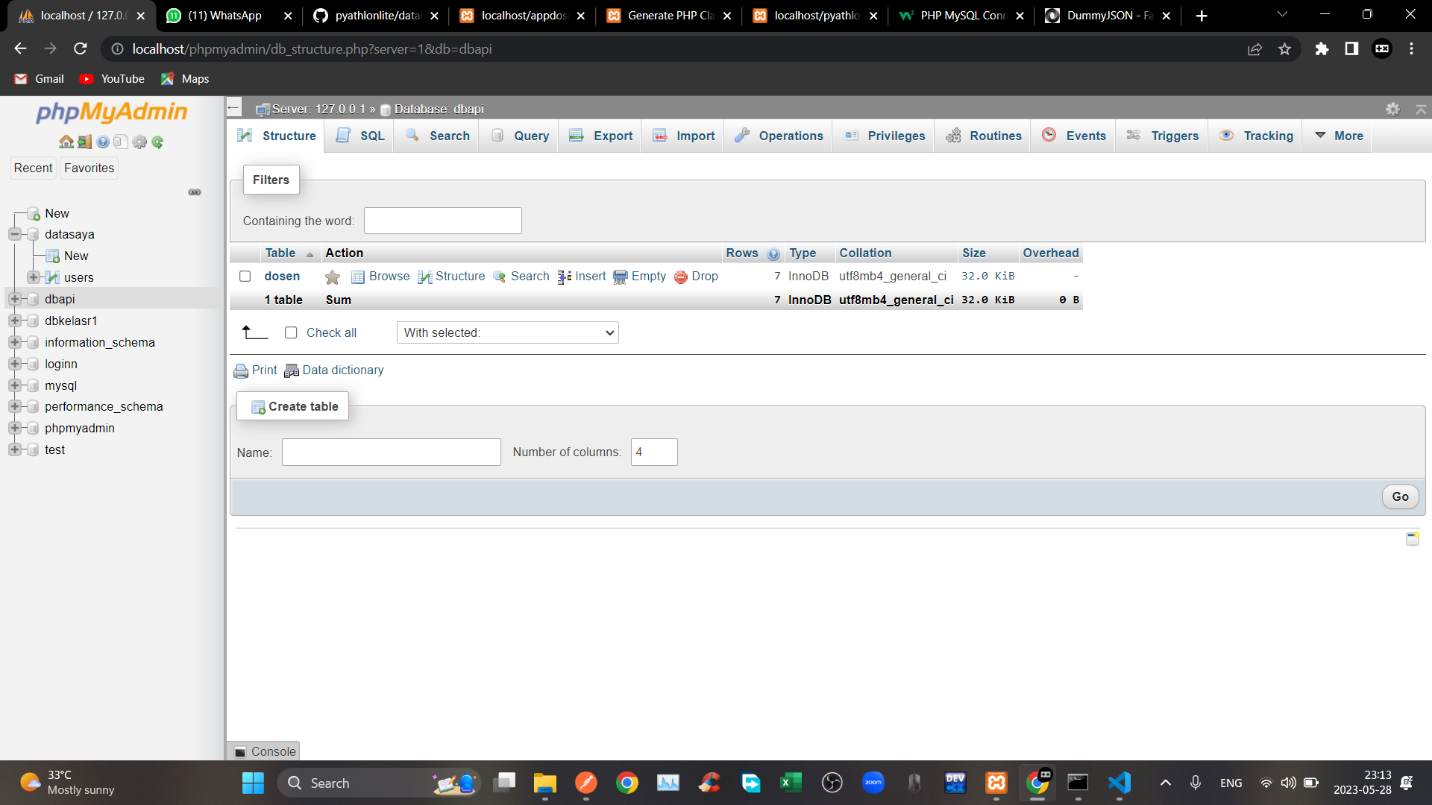 localhost / 127.0.0
(11) WhatsApp
pyathlonlite/data
localhost/appdos
Generate PHP Cla
localhost/pyathlo
PHP MySQL Conn
DummyJSON - Fa
localhost/phpmyadmin/db_structure.php?server=1&db=dbapi
Gmail
YouTube
Maps
phpMyAdmin
Recent
Favorites
New
datasaya
New
users
dbapi
dbkelasr1
information_schema
loginn
mysql
performance_schema
phpmyadmin
test
Server: 127.0.0.1 » Database: dbapi
Structure
SQL
Search
Query
Export
Import
Operations
Privileges
Routines
Events
Triggers
Tracking
More
Filters
Containing the word:
Table Action Rows Type Collation Size Overhead
dosen Browse Structure Search Insert Empty Drop 7 InnoDB utf8mb4_general_ci 32.0 KiB -
1 table Sum 7 InnoDB utf8mb4_general_ci 32.0 KiB 0 B
Check all
With selected:
Print
Data dictionary
Create table
Name:
Number of columns: 4
Go
Console
33°C
Mostly sunny
Search
zoom
DEV
C++
ENG
23:13
2023-05-28